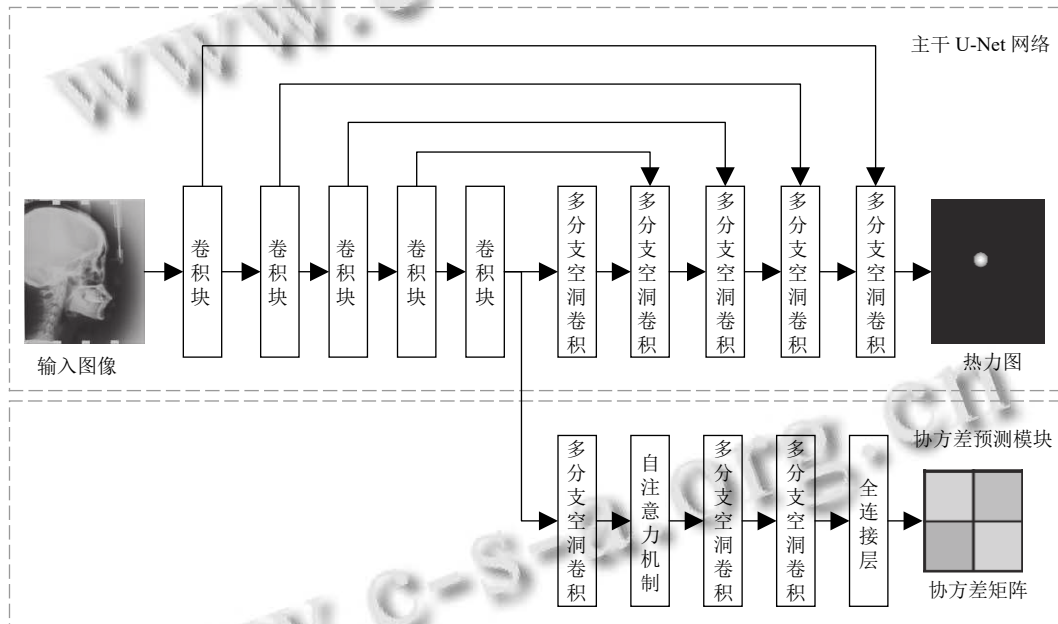 主干 U-Net 网络
卷积块
卷积块
卷积块
卷积块
卷积块
多分支空洞卷积
多分支空洞卷积
多分支空洞卷积
多分支空洞卷积
多分支空洞卷积
输入图像
热力图
协方差预测模块
多分支空洞卷积
自注意力机制
多分支空洞卷积
多分支空洞卷积
全连接层
协方差矩阵
www.c-s-a.org.cn